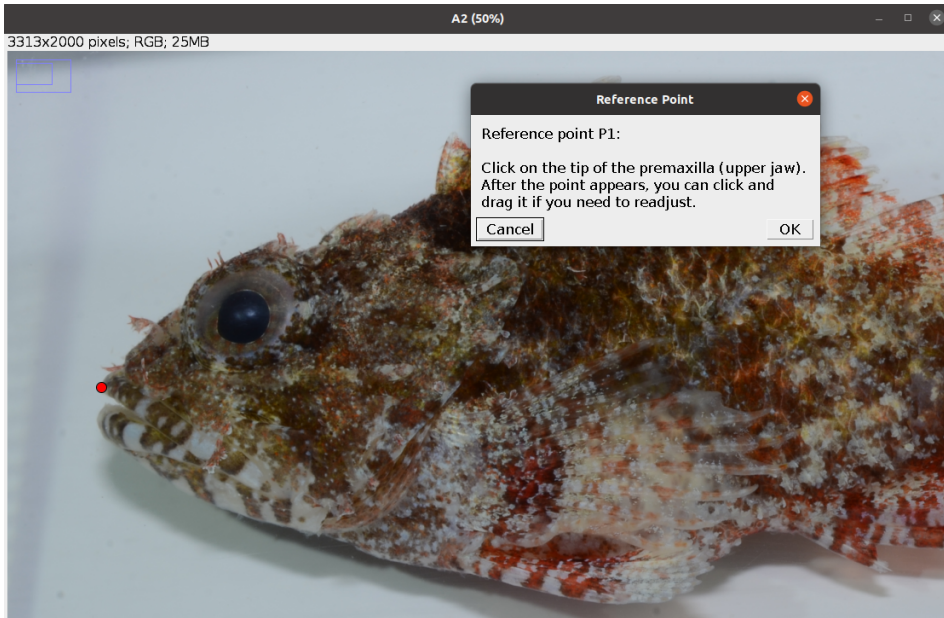 A2 (50%)
3313x2000 pixels; RGB; 25MB
Reference Point
Reference point P1:
Click on the tip of the premaxilla (upper jaw).
After the point appears, you can click and
drag it if you need to readjust.
Cancel
OK